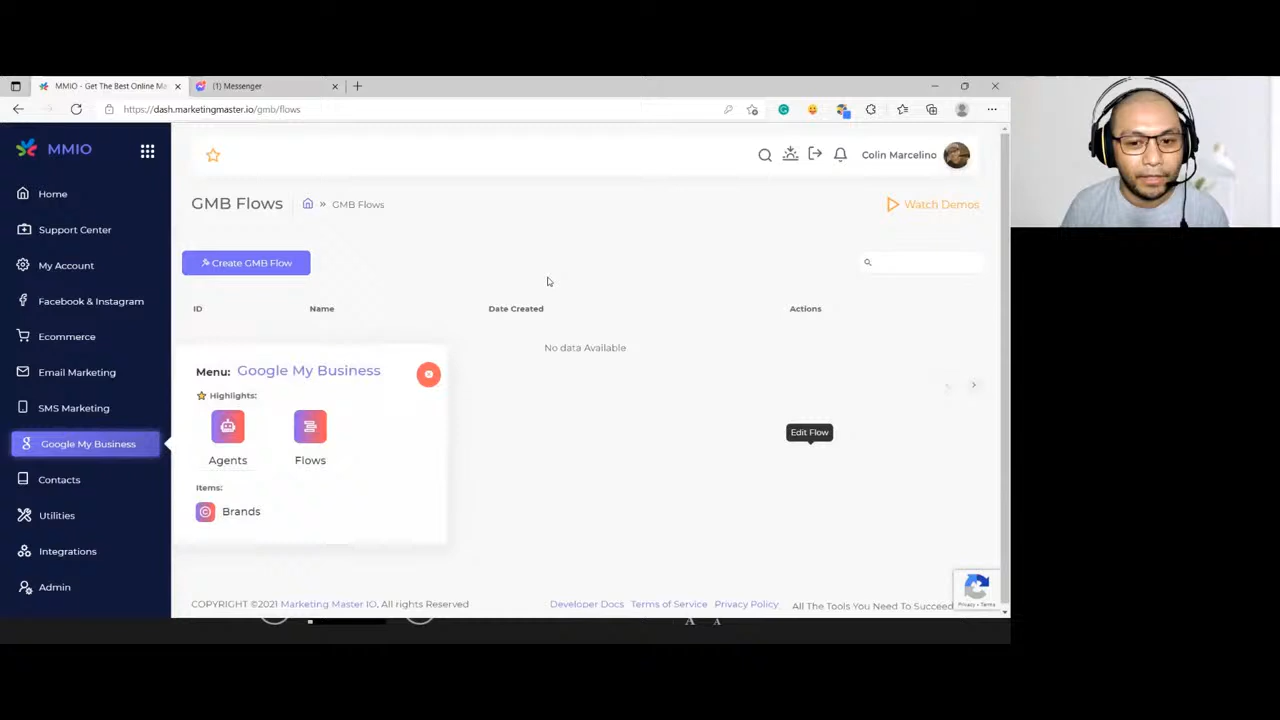 MMIO - Get The Best Online Ma
(1) Messenger
https://dash.marketingmaster.io/gmb/flows
MMIO
Colin Marcelino
Home
Support Center
My Account
Facebook & Instagram
Ecommerce
Email Marketing
SMS Marketing
Google My Business
Contacts
Utilities
Integrations
Admin
GMB Flows
» GMB Flows
Watch Demos
Create GMB Flow
ID Name Date Created Actions
No data Available
Menu: Google My Business
Highlights:
Agents Flows
Items:
Brands
Edit Flow
COPYRIGHT ©2021 Marketing Master IO, All rights Reserved
Developer Docs Terms of Service Privacy Policy All The Tools You Need To Succeed
Privacy - Terms
A A